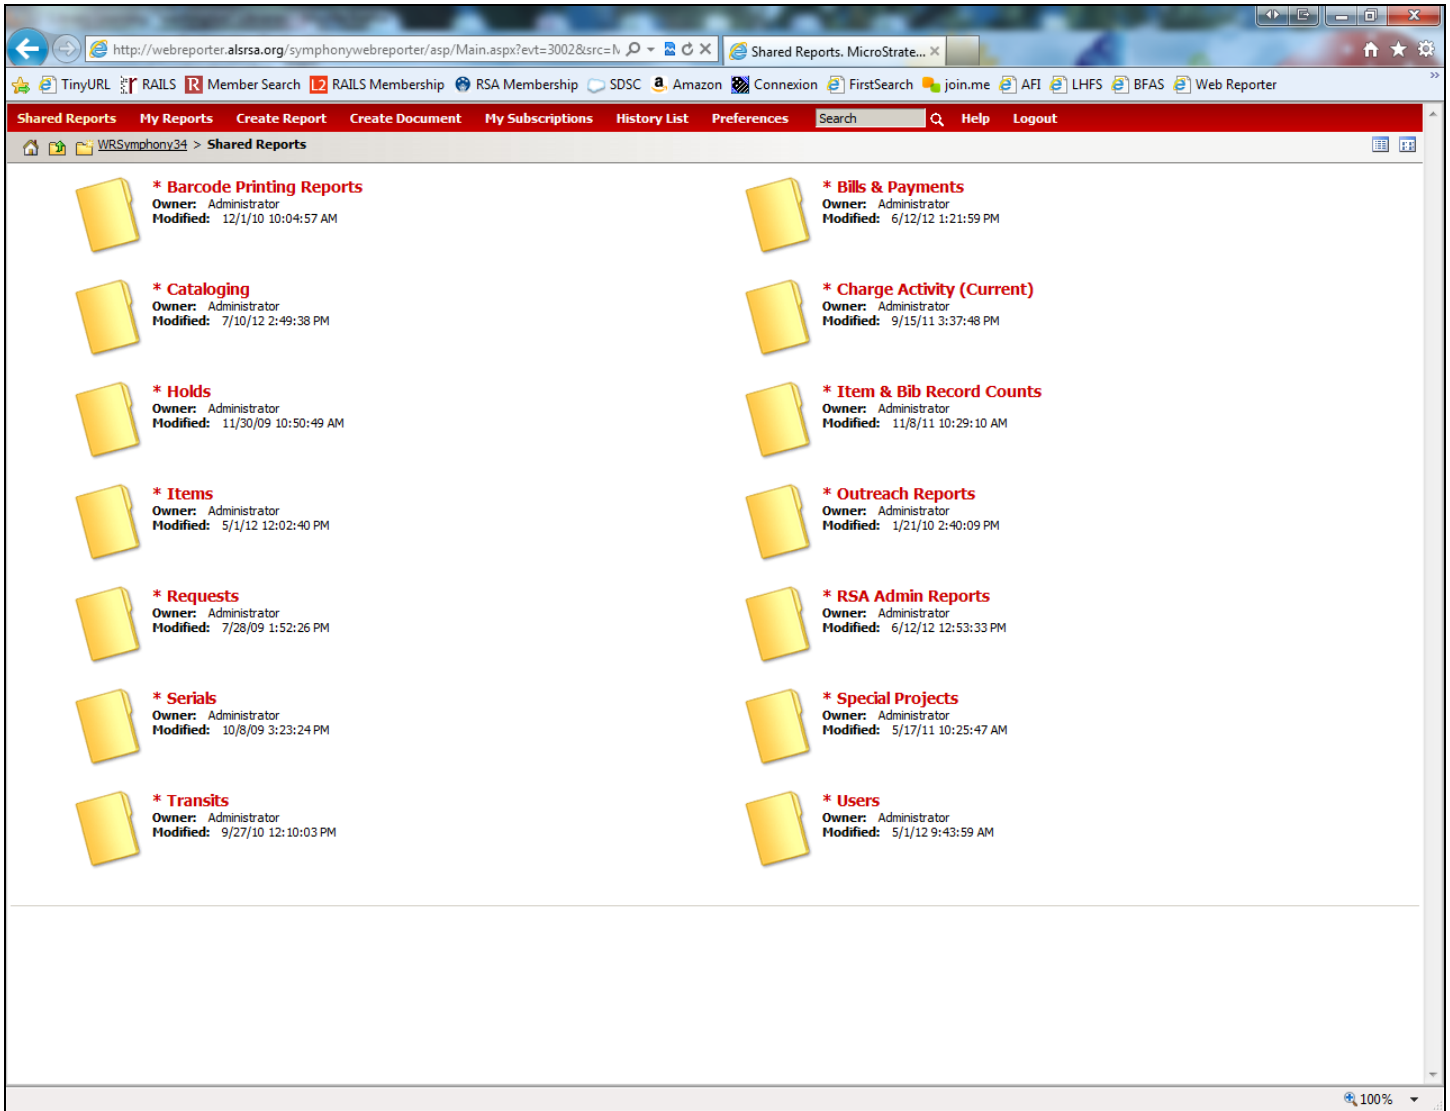 http://webreporter.alsrsa.org/symphonywebreporter/asp/Main.aspx?evt=3002&src=M
Shared Reports. MicroStrate...
TinyURL RAILS Member Search L2 RAILS Membership RSA Membership SDSC Amazon Connexion FirstSearch join.me AFI LHFS BFAS Web Reporter
Shared Reports My Reports Create Report Create Document My Subscriptions History List Preferences Search Help Logout
WRSymphony34 > Shared Reports
* Barcode Printing Reports
Owner: Administrator
Modified: 12/1/10 10:04:57 AM
* Bills & Payments
Owner: Administrator
Modified: 6/12/12 1:21:59 PM
* Cataloging
Owner: Administrator
Modified: 7/10/12 2:49:38 PM
* Charge Activity (Current)
Owner: Administrator
Modified: 9/15/11 3:37:48 PM
* Holds
Owner: Administrator
Modified: 11/30/09 10:50:49 AM
* Item & Bib Record Counts
Owner: Administrator
Modified: 11/8/11 10:29:10 AM
* Items
Owner: Administrator
Modified: 5/1/12 12:02:40 PM
* Outreach Reports
Owner: Administrator
Modified: 1/21/10 2:40:09 PM
* Requests
Owner: Administrator
Modified: 7/28/09 1:52:26 PM
* RSA Admin Reports
Owner: Administrator
Modified: 6/12/12 12:53:33 PM
* Serials
Owner: Administrator
Modified: 10/8/09 3:23:24 PM
* Special Projects
Owner: Administrator
Modified: 5/17/11 10:25:47 AM
* Transits
Owner: Administrator
Modified: 9/27/10 12:10:03 PM
* Users
Owner: Administrator
Modified: 5/1/12 9:43:59 AM
100%